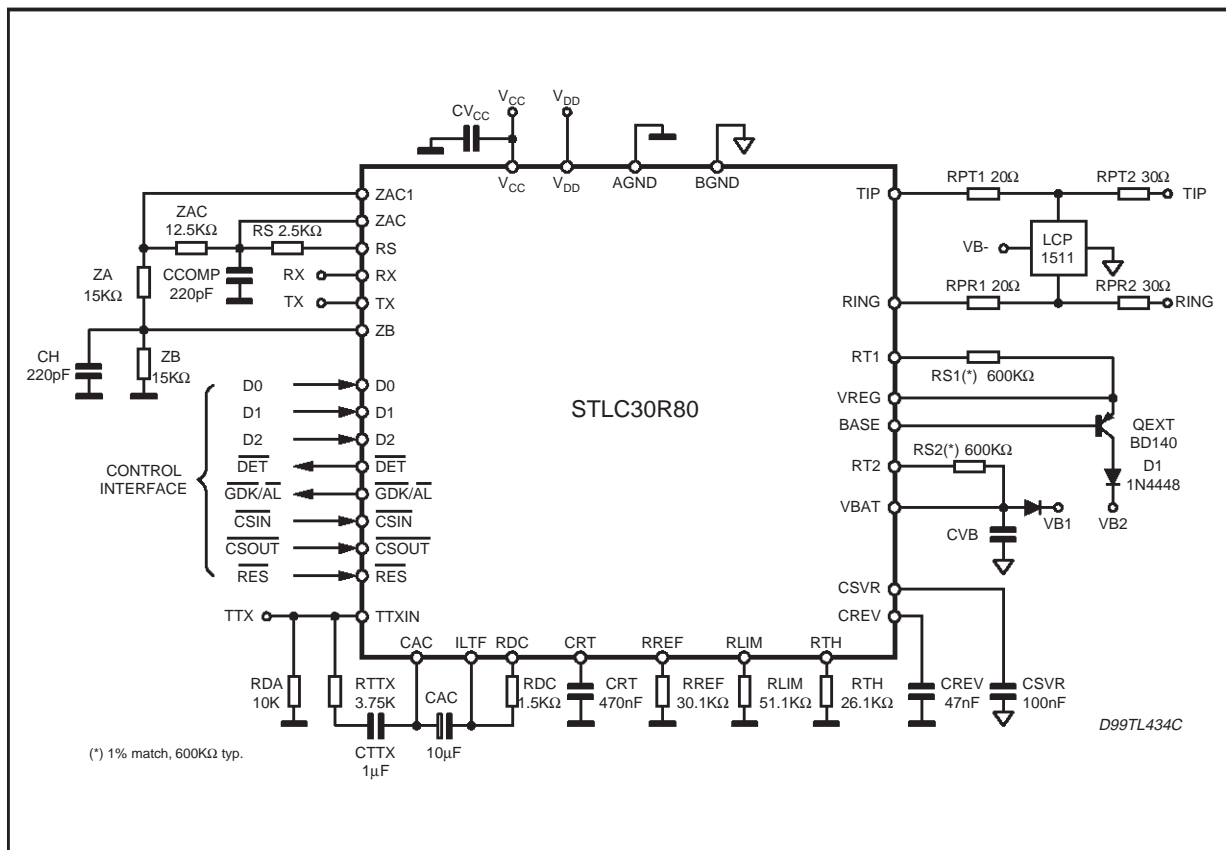 V_CC
V_DD
CV_CC
V_CC
V_DD
AGND
BGND
ZAC1
ZAC
RS
RX
TX
ZB
ZAC
12.5KΩ
RS 2.5KΩ
RX
TX
ZA
15KΩ
CCOMP
220pF
CH
220pF
ZB
15KΩ
CONTROL
INTERFACE
D0
D1
D2
DET
GDK/AL
CSIN
CSOUT
RES
D0
D1
D2
DET
GDK/AL
CSIN
CSOUT
RES
TTX
TTXIN
STLC30R80
TIP
RING
RT1
VREG
BASE
RT2
VBAT
CSVR
CREV
RPT1 20Ω
RPT2 30Ω
TIP
VB-
LCP
1511
RPR1 20Ω
RPR2 30Ω
RING
RS1(*) 600KΩ
QEXT
BD140
RS2(*) 600KΩ
D1
1N4448
VB1
VB2
CVB
CAC
ILTF
RDC
CRT
RREF
RLIM
RTH
RDA
10K
RTTX
3.75K
CAC
10µF
CTTX
1µF
RDC
1.5KΩ
CRT
470nF
RREF
30.1KΩ
RLIM
51.1KΩ
RTH
26.1KΩ
CREV
47nF
CSVR
100nF
(*) 1% match, 600KΩ typ.
D99TL434C